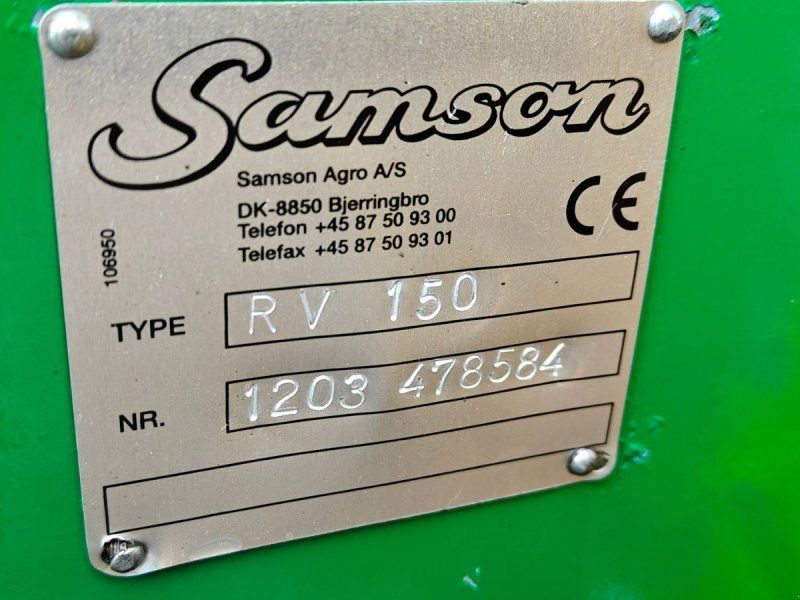 Samson
Samson Agro A/S
DK-8850 Bjerringbro
Telefon +45 87 50 93 00
Telefax +45 87 50 93 01
CE
106950
TYPE RV 150
NR. 1203 478584